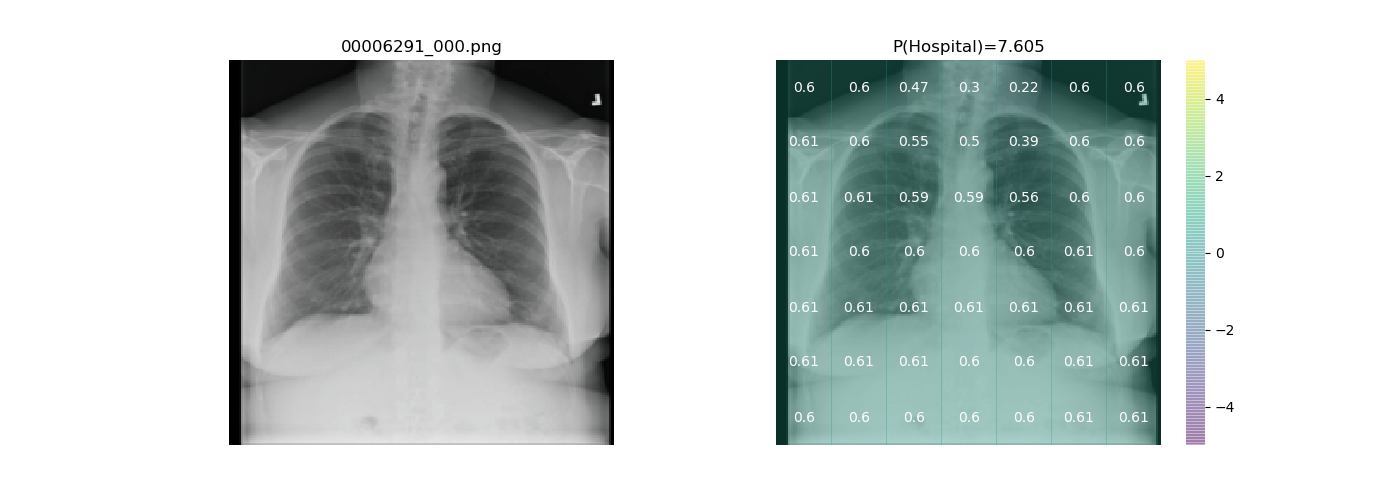 00006291_000.png
P(Hospital)=7.605
0.6 0.6 0.47 0.3 0.22 0.6 0.6
0.61 0.6 0.55 0.5 0.39 0.6 0.6
0.61 0.61 0.59 0.59 0.56 0.6 0.6
0.61 0.6 0.6 0.6 0.6 0.61 0.6
0.61 0.61 0.61 0.61 0.61 0.61 0.61
0.61 0.61 0.61 0.6 0.6 0.61 0.61
0.6 0.6 0.6 0.6 0.6 0.61 0.61
4
2
0
−2
−4